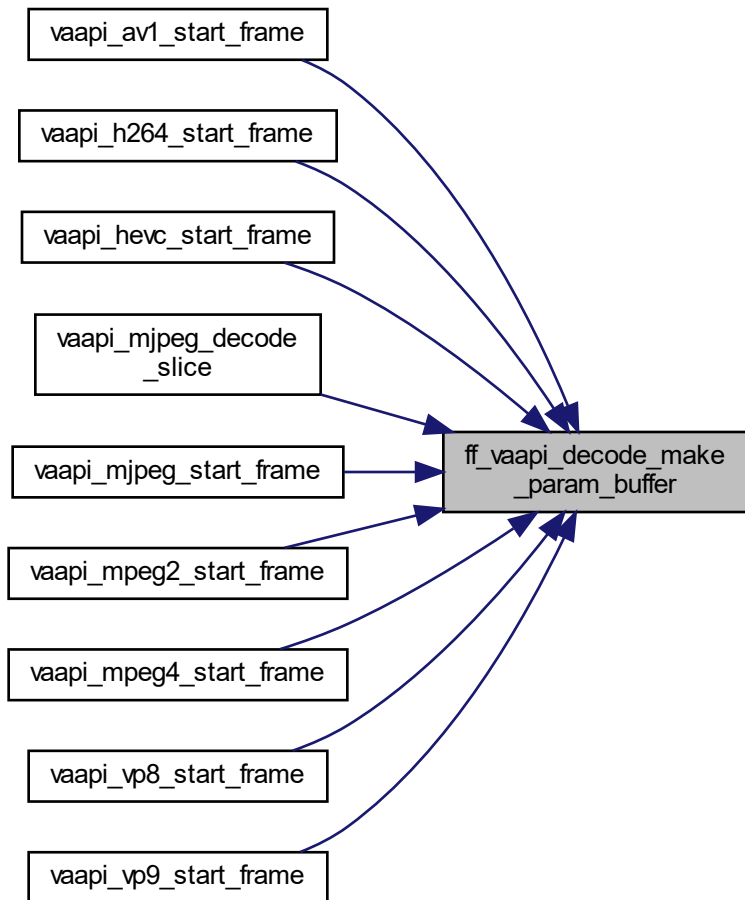 vaapi_av1_start_frame
vaapi_h264_start_frame
vaapi_hevc_start_frame
vaapi_mjpeg_decode
_slice
vaapi_mjpeg_start_frame
vaapi_mpeg2_start_frame
vaapi_mpeg4_start_frame
vaapi_vp8_start_frame
vaapi_vp9_start_frame
ff_vaapi_decode_make
_param_buffer